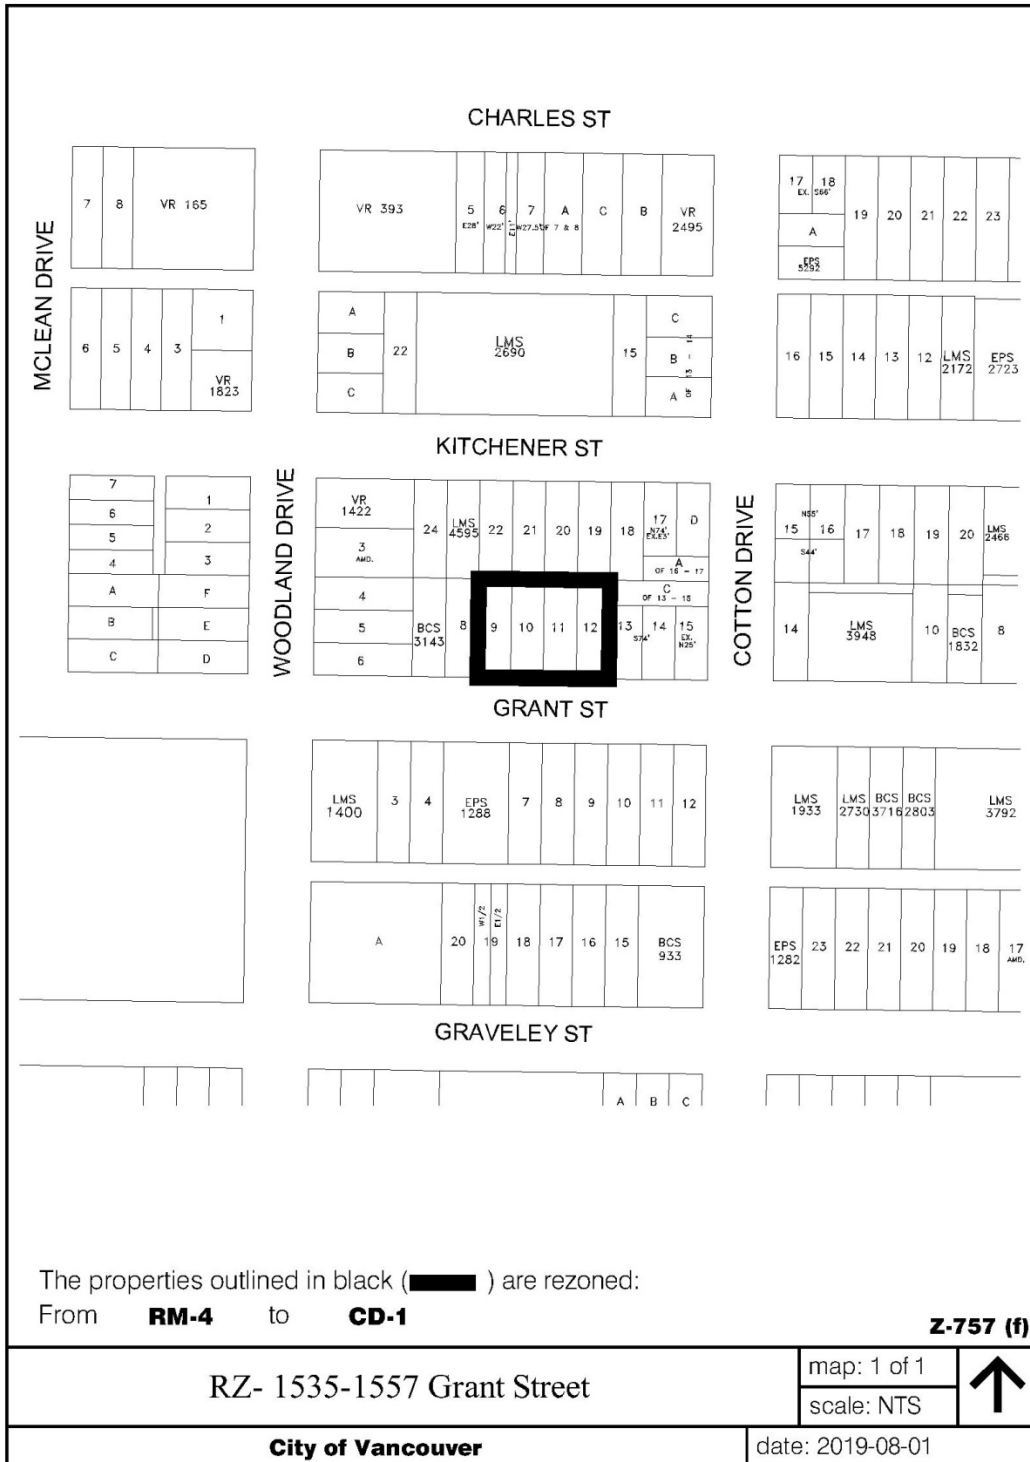 CHARLES ST
MCLEAN DRIVE
7 8 VR 165
VR 393 5 6 7 A C B VR 2495
E28' W22' E11' W27.5' OF 7 & 8
17 18
EX. S66'
A
EPS 5292
19 20 21 22 23
6 5 4 3 1
VR 1823
A
B
C
22 LMS 2690 15
C
B
A
OF 13 - 14
16 15 14 13 12 LMS 2172 EPS 2723
KITCHENER ST
WOODLAND DRIVE
COTTON DRIVE
7
6
5
4
A
B
C
1
2
3
F
E
D
VR 1422
3
AMD.
4
5
6
24 LMS 4595 22 21 20 19 18 17 D
N74' EX.E3'
A
OF 16 - 17
C
OF 13 - 15
BCS 3143 8 9 10 11 12 13 14 15
S74' EX. N25'
N55'
15 16 17 18 19 20 LMS 2466
S44'
14 LMS 3948 10 BCS 1832 8
GRANT ST
LMS 1400 3 4 EPS 1288 7 8 9 10 11 12
LMS 1933 LMS 2730 BCS 3716 BCS 2803 LMS 3792
A 20 W1/2 19 E1/2 18 17 16 15 BCS 933
EPS 1282 23 22 21 20 19 18 17
AMD.
GRAVELEY ST
A B C
The properties outlined in black ( ) are rezoned:
From RM-4 to CD-1
Z-757 (f)
RZ- 1535-1557 Grant Street
map: 1 of 1
scale: NTS
City of Vancouver
date: 2019-08-01